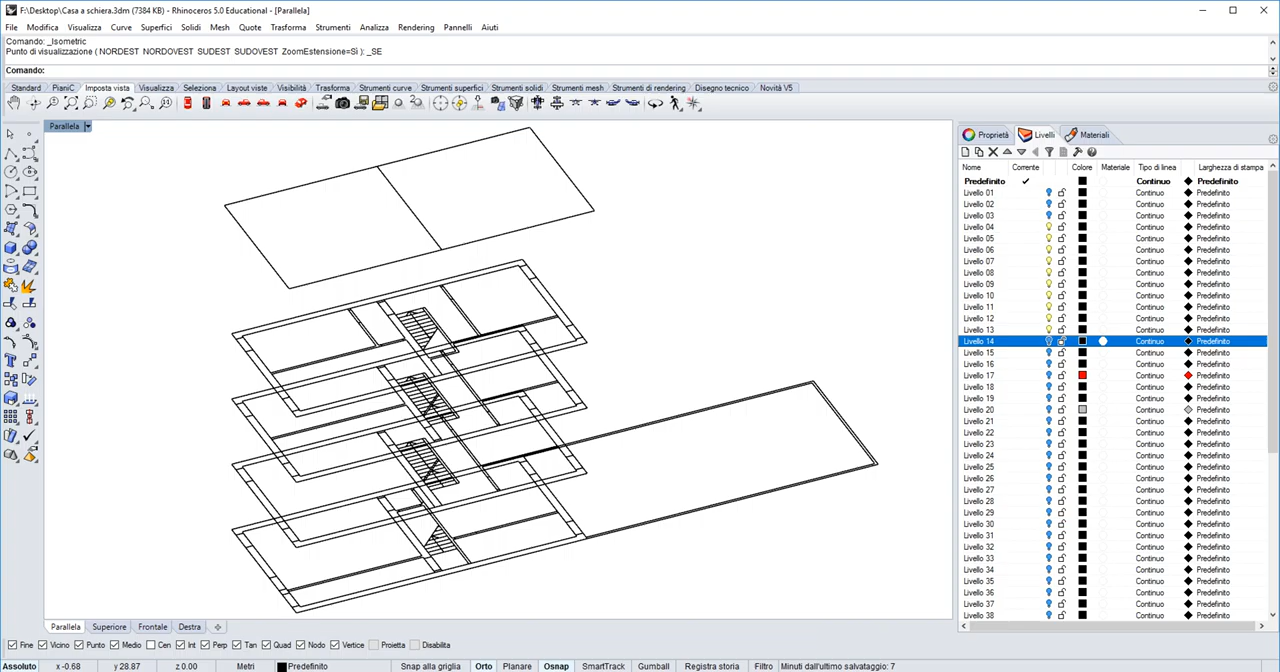 F:\Desktop\Casa a schiera.3dm (7384 KB) - Rhinoceros 5.0 Educational - [Parallela]
File Modifica Visualizza Curve Superfici Solidi Mesh Quote Trasforma Strumenti Analizza Rendering Pannelli Aiuti
Comando: _Isometric
Punto di visualizzazione ( NORDEST NORDOVEST SUDEST SUDOVEST ZoomEstensione=Sì ): _SE
Comando:
Standard PianiC Imposta vista Visualizza Seleziona Layout viste Visibilità Trasforma Strumenti curve Strumenti superfici Strumenti solidi Strumenti mesh Strumenti di rendering Disegno tecnico Novità V5
Parallela
Proprietà Livelli Materiali
Nome Corrente Colore Materiale Tipo di linea Larghezza di stampa
Predefinito Continuo Predefinito
Livello 01 Continuo Predefinito
Livello 02 Continuo Predefinito
Livello 03 Continuo Predefinito
Livello 04 Continuo Predefinito
Livello 05 Continuo Predefinito
Livello 06 Continuo Predefinito
Livello 07 Continuo Predefinito
Livello 08 Continuo Predefinito
Livello 09 Continuo Predefinito
Livello 10 Continuo Predefinito
Livello 11 Continuo Predefinito
Livello 12 Continuo Predefinito
Livello 13 Continuo Predefinito
Livello 14 Continuo Predefinito
Livello 15 Continuo Predefinito
Livello 16 Continuo Predefinito
Livello 17 Continuo Predefinito
Livello 18 Continuo Predefinito
Livello 19 Continuo Predefinito
Livello 20 Continuo Predefinito
Livello 21 Continuo Predefinito
Livello 22 Continuo Predefinito
Livello 23 Continuo Predefinito
Livello 24 Continuo Predefinito
Livello 25 Continuo Predefinito
Livello 26 Continuo Predefinito
Livello 27 Continuo Predefinito
Livello 28 Continuo Predefinito
Livello 29 Continuo Predefinito
Livello 30 Continuo Predefinito
Livello 31 Continuo Predefinito
Livello 32 Continuo Predefinito
Livello 33 Continuo Predefinito
Livello 34 Continuo Predefinito
Livello 35 Continuo Predefinito
Livello 36 Continuo Predefinito
Livello 37 Continuo Predefinito
Livello 38 Continuo Predefinito
Parallela Superiore Frontale Destra
Fine Vicino Punto Medio Cen Int Perp Tan Quad Nodo Vertice Proietta Disabilita
Assoluto x -0.68 y 28.87 z 0.00 Metri Predefinito Snap alla griglia Orto Planare Osnap SmartTrack Gumball Registra storia Filtro Minuti dall'ultimo salvataggio: 7